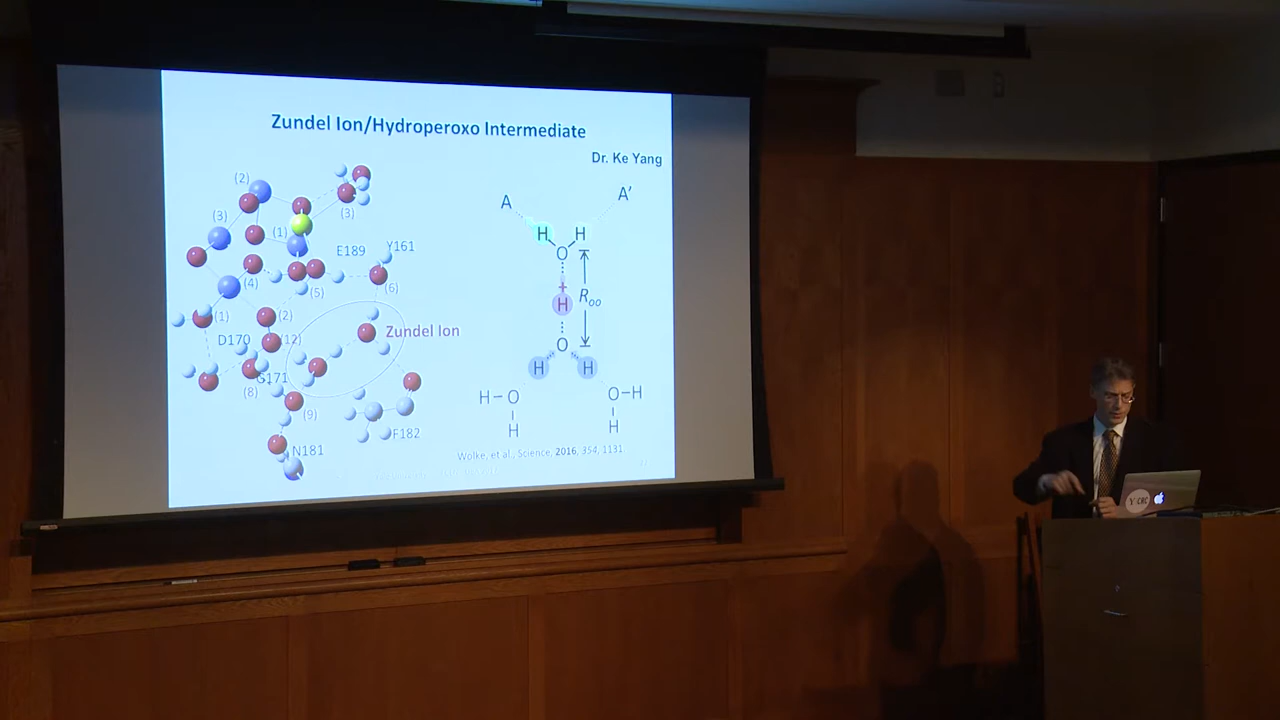 Zundel Ion/Hydroperoxo Intermediate
Dr. Ke Yang
(2)
(3)
(3)
(1)
E189
Y161
(4)
(5)
(6)
(1)
(2)
D170
(12)
Zundel Ion
G171
(8)
(9)
F182
N181
A
A′
H H
O
+
H
Roo
O
H H
H–O
H
O–H
H
Wolke, et al., Science, 2016, 354, 1131.